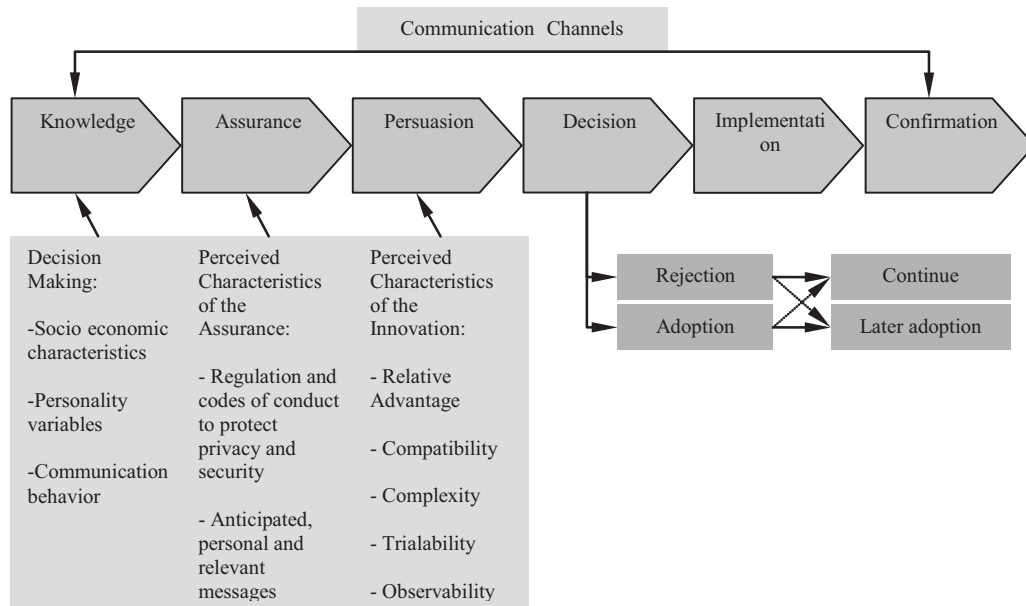 Communication Channels
Knowledge
Assurance
Persuasion
Decision
Implementati
on
Confirmation
Decision
Making:
-Socio economic
characteristics
-Personality
variables
-Communication
behavior
Perceived
Characteristics
of the
Assurance:
- Regulation and
codes of conduct
to protect
privacy and
security
- Anticipated,
personal and
relevant
messages
Perceived
Characteristics
of the
Innovation:
- Relative
Advantage
- Compatibility
- Complexity
- Trialability
- Observability
Rejection
Continue
Adoption
Later adoption